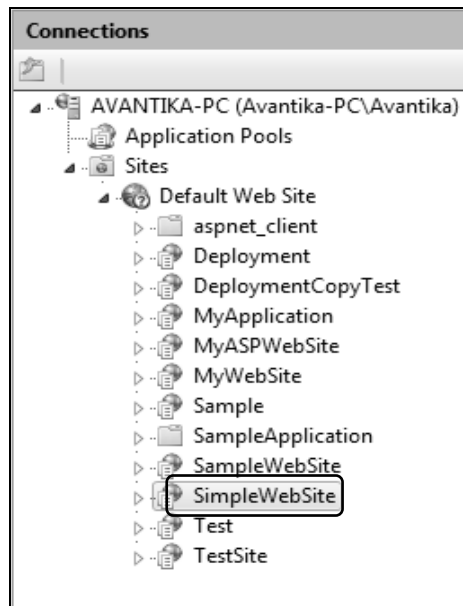 Connections
AVANTIKA-PC (Avantika-PC\Avantika)
Application Pools
Sites
Default Web Site
aspnet_client
Deployment
DeploymentCopyTest
MyApplication
MyASPWebSite
MyWebSite
Sample
SampleApplication
SampleWebSite
SimpleWebSite
Test
TestSite